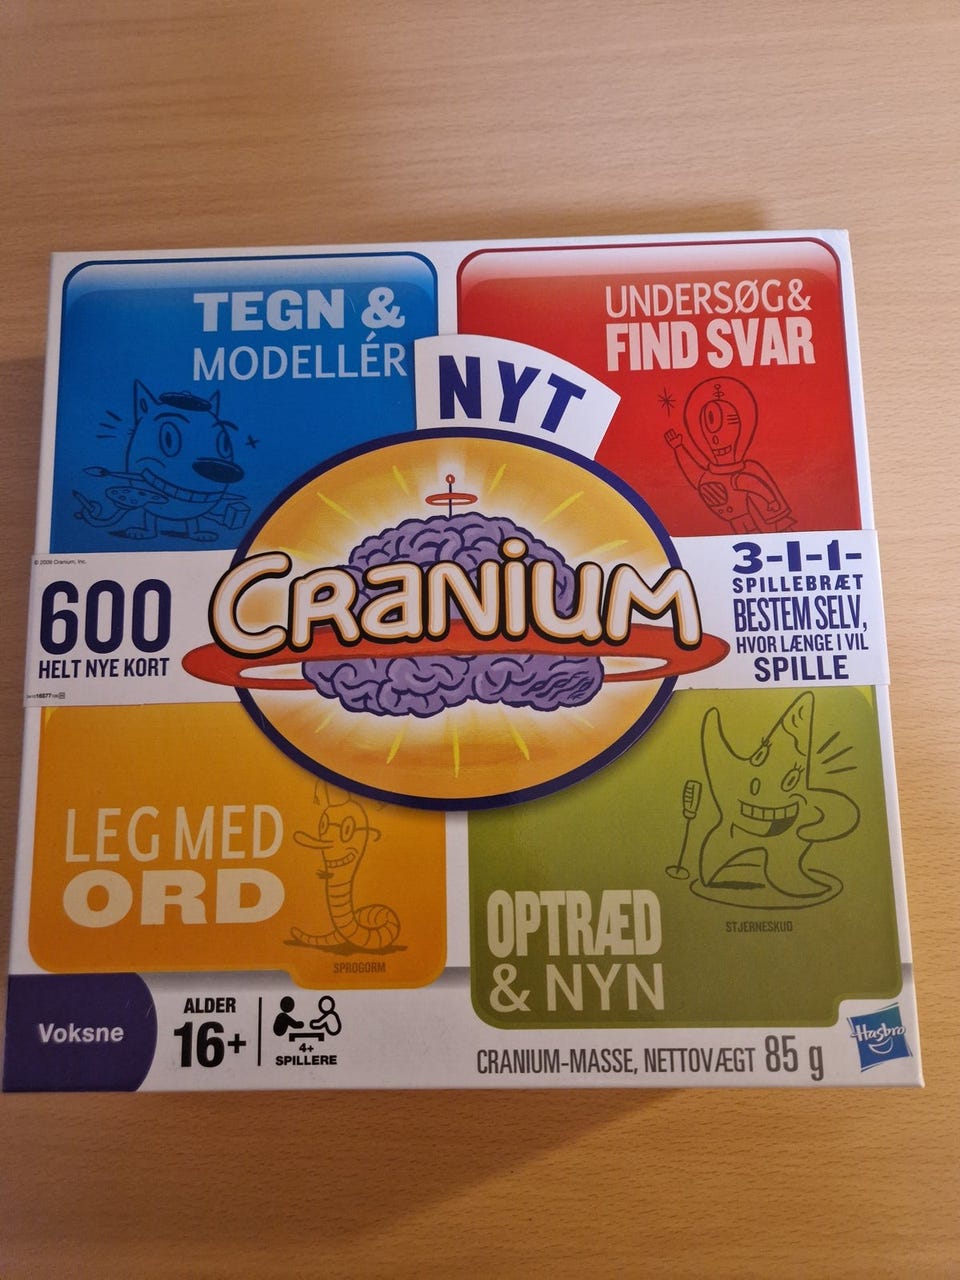 TEGN &
MODELLÉR
UNDERSØG &
FIND SVAR
NYT
© 2009 Cranium, Inc.
600
HELT NYE KORT
CRANIUM
3-I-1-
SPILLEBRÆT
BESTEM SELV,
HVOR LÆNGE I VIL
SPILLE
LEG MED
ORD
SPROGORM
OPTRÆD
& NYN
STJERNESKUD
Voksne
ALDER
16+
4+
SPILLERE
CRANIUM-MASSE, NETTOVÆGT 85 g
Hasbro